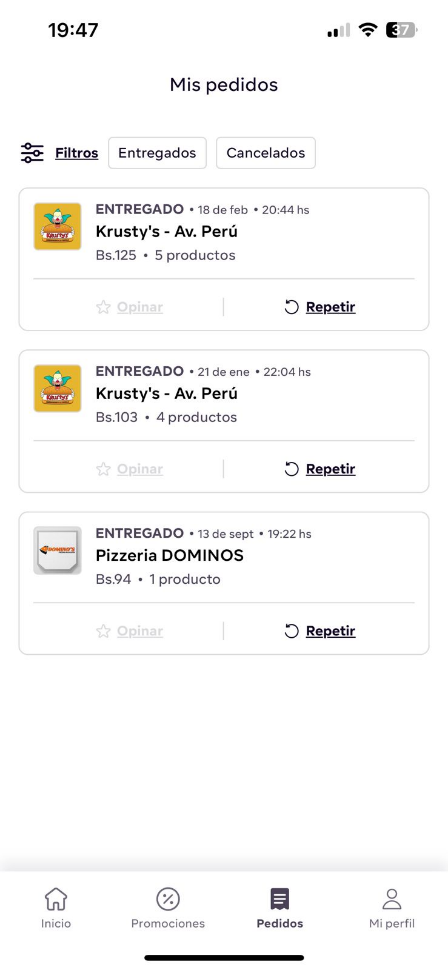 19:47
37
Mis pedidos
Filtros
Entregados
Cancelados
ENTREGADO • 18 de feb • 20:44 hs
Krusty's - Av. Perú
Bs.125 • 5 productos
Opinar
Repetir
ENTREGADO • 21 de ene • 22:04 hs
Krusty's - Av. Perú
Bs.103 • 4 productos
Opinar
Repetir
ENTREGADO • 13 de sept • 19:22 hs
Pizzeria DOMINOS
Bs.94 • 1 producto
Opinar
Repetir
Inicio
Promociones
Pedidos
Mi perfil